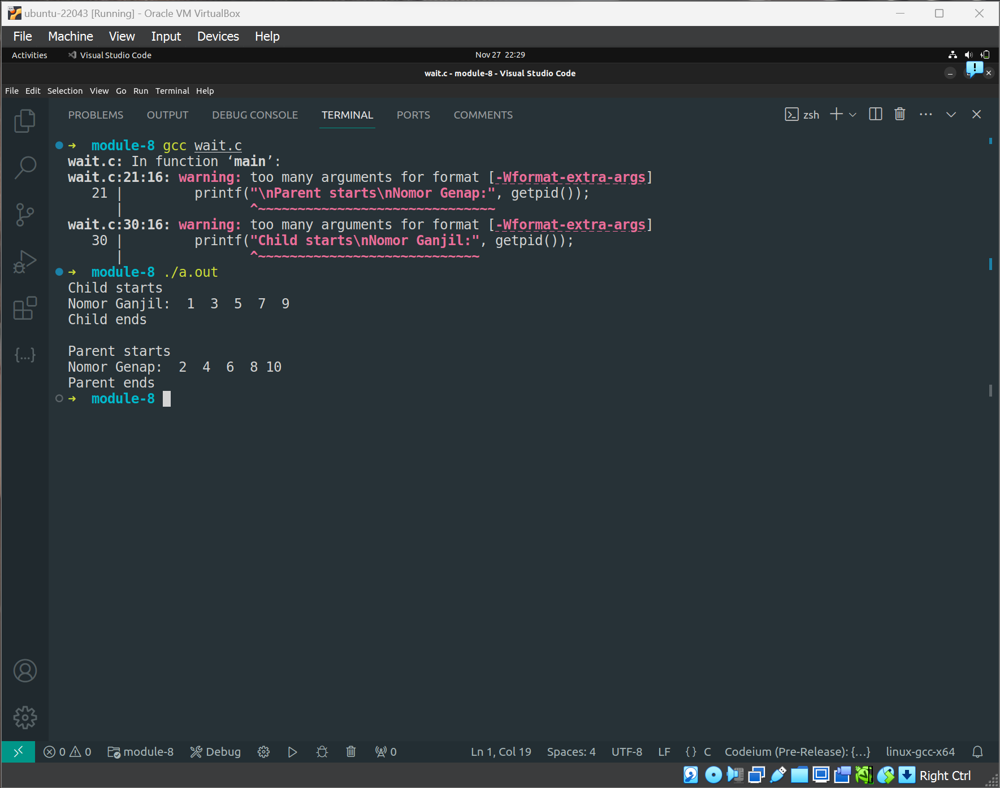 ubuntu-22043 [Running] - Oracle VM VirtualBox
File Machine View Input Devices Help
Activities Visual Studio Code Nov 27 22:29
wait.c - module-8 - Visual Studio Code
File Edit Selection View Go Run Terminal Help
PROBLEMS OUTPUT DEBUG CONSOLE TERMINAL PORTS COMMENTS zsh
➜ module-8 gcc wait.c
wait.c: In function ‘main’:
wait.c:21:16: warning: too many arguments for format [-Wformat-extra-args]
21 | printf("\nParent starts\nNomor Genap:", getpid());
| ^~~~~~~~~~~~~~~~~~~~~~~~~~~~~~~
wait.c:30:16: warning: too many arguments for format [-Wformat-extra-args]
30 | printf("Child starts\nNomor Ganjil:", getpid());
| ^~~~~~~~~~~~~~~~~~~~~~~~~~~~~
➜ module-8 ./a.out
Child starts
Nomor Ganjil: 1 3 5 7 9
Child ends
Parent starts
Nomor Genap: 2 4 6 8 10
Parent ends
➜ module-8
0 0 module-8 Debug 0 Ln 1, Col 19 Spaces: 4 UTF-8 LF {} C Codeium (Pre-Release): {...} linux-gcc-x64
Right Ctrl